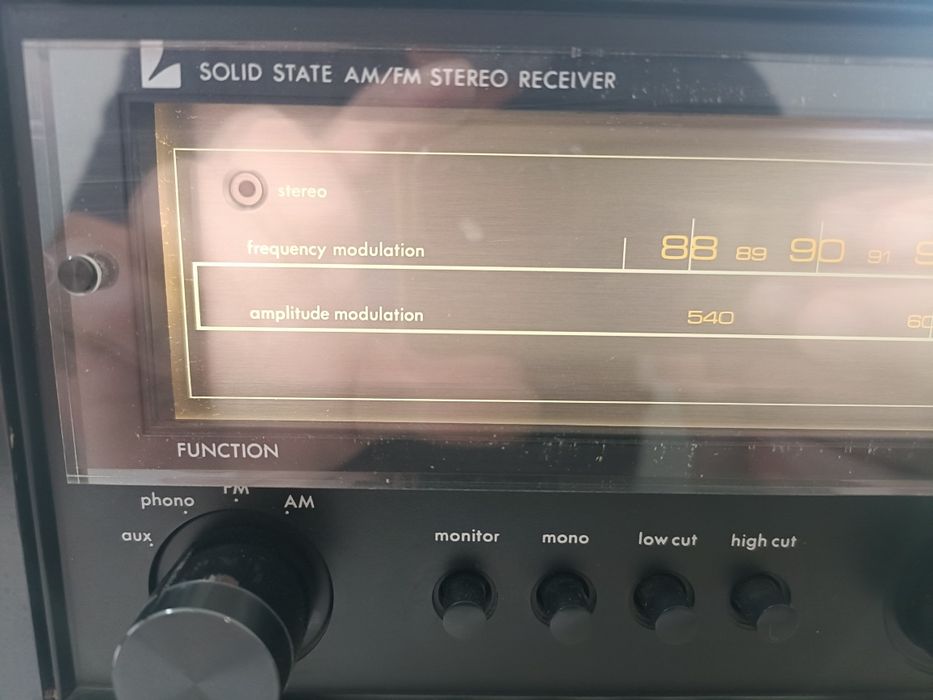 SOLID STATE AM/FM STEREO RECEIVER
stereo
frequency modulation 88 89 90 91
amplitude modulation 540
FUNCTION
phono FM AM
aux
monitor mono low cut high cut